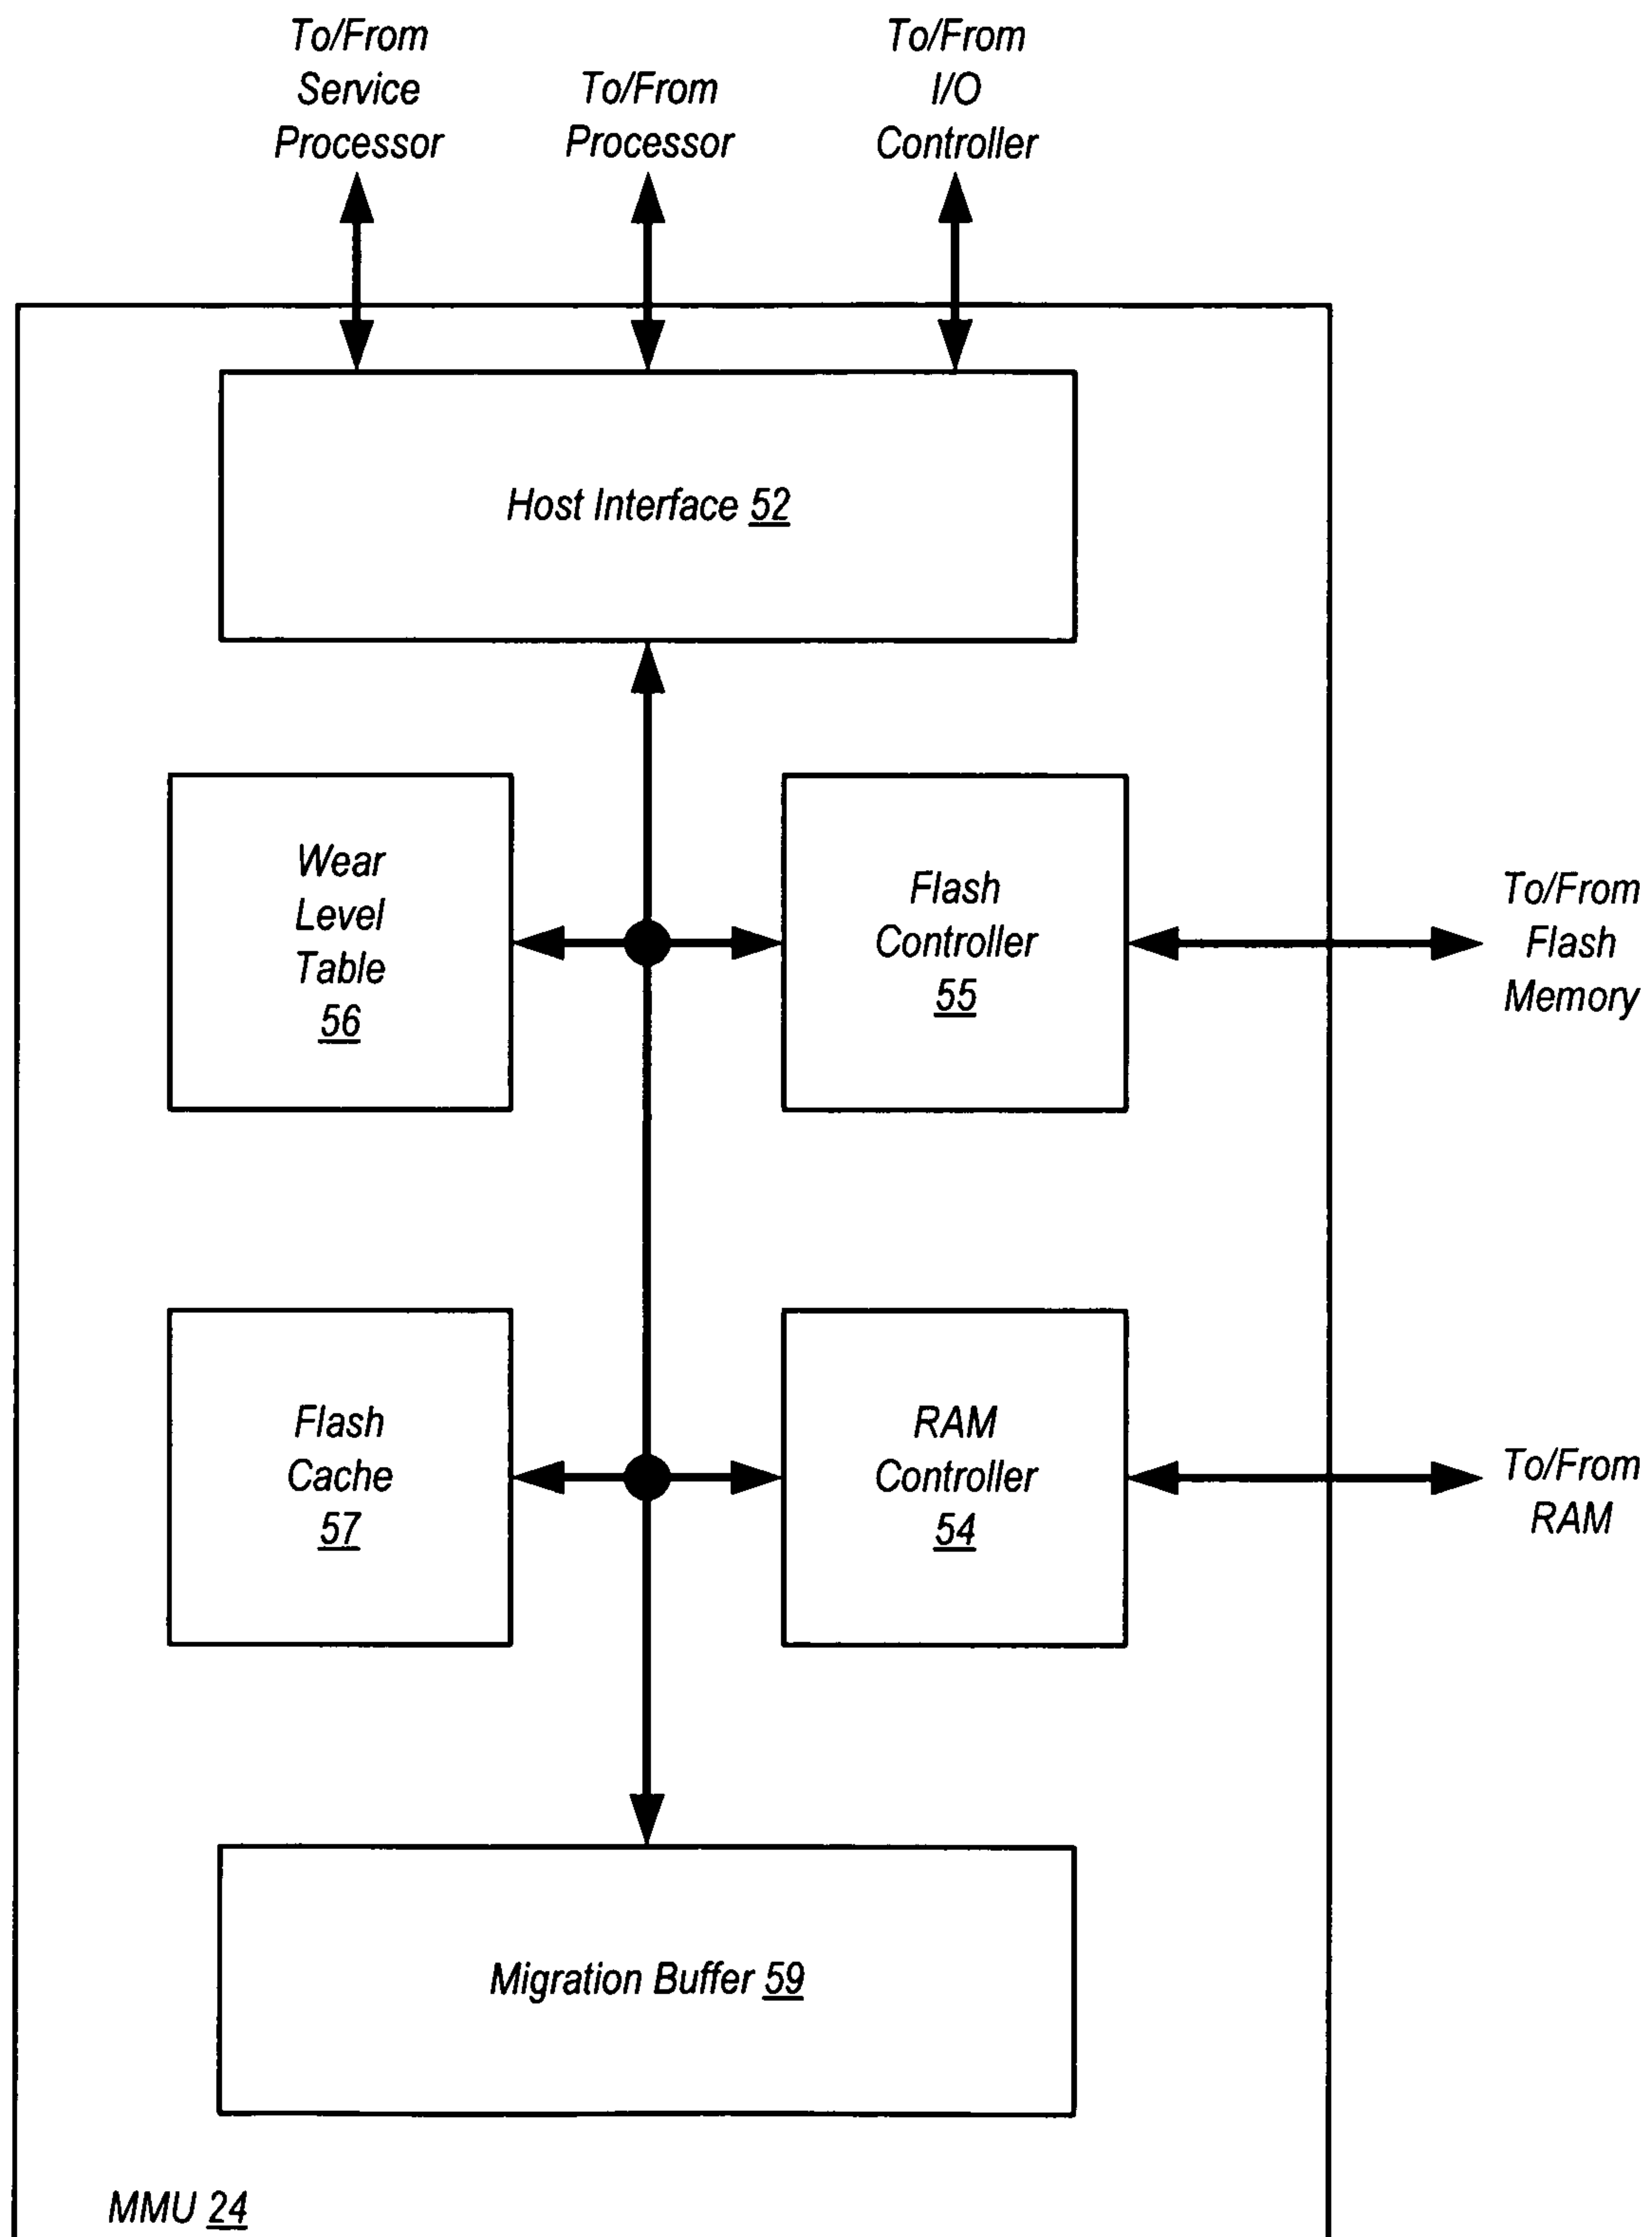 To/From
Service
Processor
To/From
Processor
To/From
I/O
Controller
Host Interface 52
Wear
Level
Table
56
Flash
Controller
55
To/From
Flash
Memory
Flash
Cache
57
RAM
Controller
54
To/From
RAM
Migration Buffer 59
MMU 24